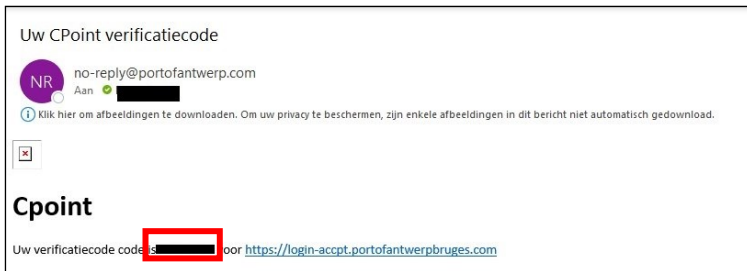 Uw CPoint verificatiecode
NR
no-reply@portofantwerp.com
Aan
Klik hier om afbeeldingen te downloaden. Om uw privacy te beschermen, zijn enkele afbeeldingen in dit bericht niet automatisch gedownload.
Cpoint
Uw verificatiecode code is oor https://login-accpt.portofantwerpbruges.com